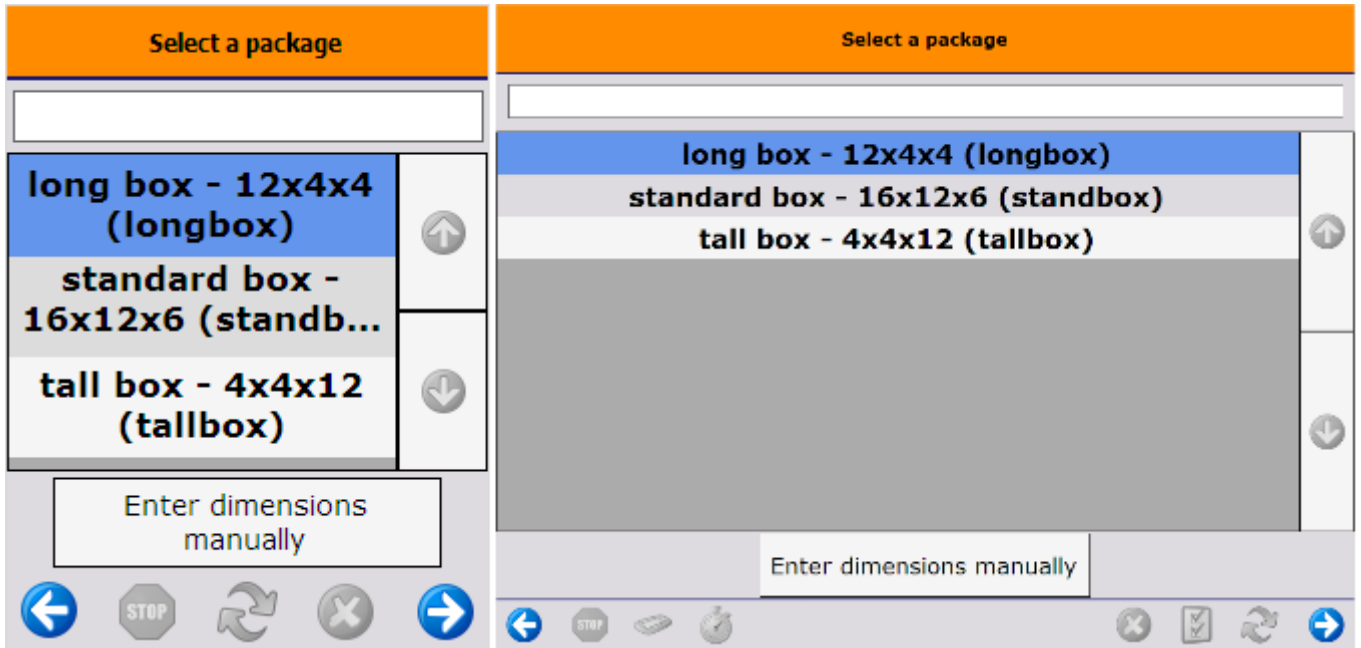 Select a package
long box - 12x4x4
(longbox)
standard box -
16x12x6 (standb...
tall box - 4x4x12
(tallbox)
Enter dimensions
manually
STOP
Select a package
long box - 12x4x4 (longbox)
standard box - 16x12x6 (standbox)
tall box - 4x4x12 (tallbox)
Enter dimensions manually
STOP